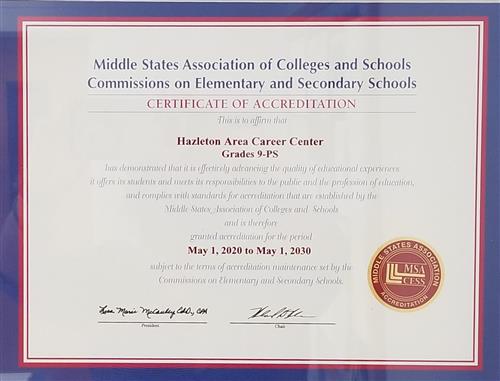 Middle States Association of Colleges and Schools
Commissions on Elementary and Secondary Schools
CERTIFICATE OF ACCREDITATION
This is to affirm that
Hazleton Area Career Center
Grades 9-PS
has demonstrated that it is effectively advancing the quality of educational experiences
it offers its students and meets its responsibilities to the public and the profession of education,
and complies with standards for accreditation that are established by the
Middle States Association of Colleges and Schools
and is therefore
granted accreditation for the period
May 1, 2020 to May 1, 2030
subject to the terms of accreditation maintenance set by the
Commissions on Elementary and Secondary Schools.
MIDDLE STATES ASSOCIATION
MSA
CESS
ACCREDITATION
President
Chair